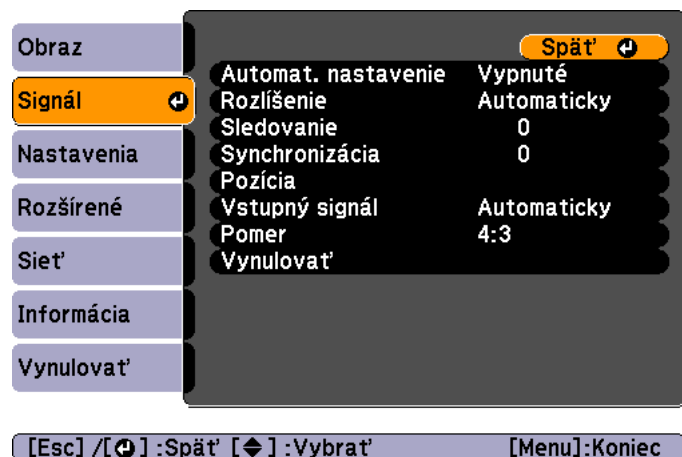 Obraz
Signál
Nastavenia
Rozšírené
Sieť
Informácia
Vynulovať
Späť
Automat. nastavenie Vypnuté
Rozlíšenie Automaticky
Sledovanie 0
Synchronizácia 0
Pozícia
Vstupný signál Automaticky
Pomer 4:3
Vynulovať
[Esc] /[ ] :Späť [ ] :Vybrať [Menu]:Koniec